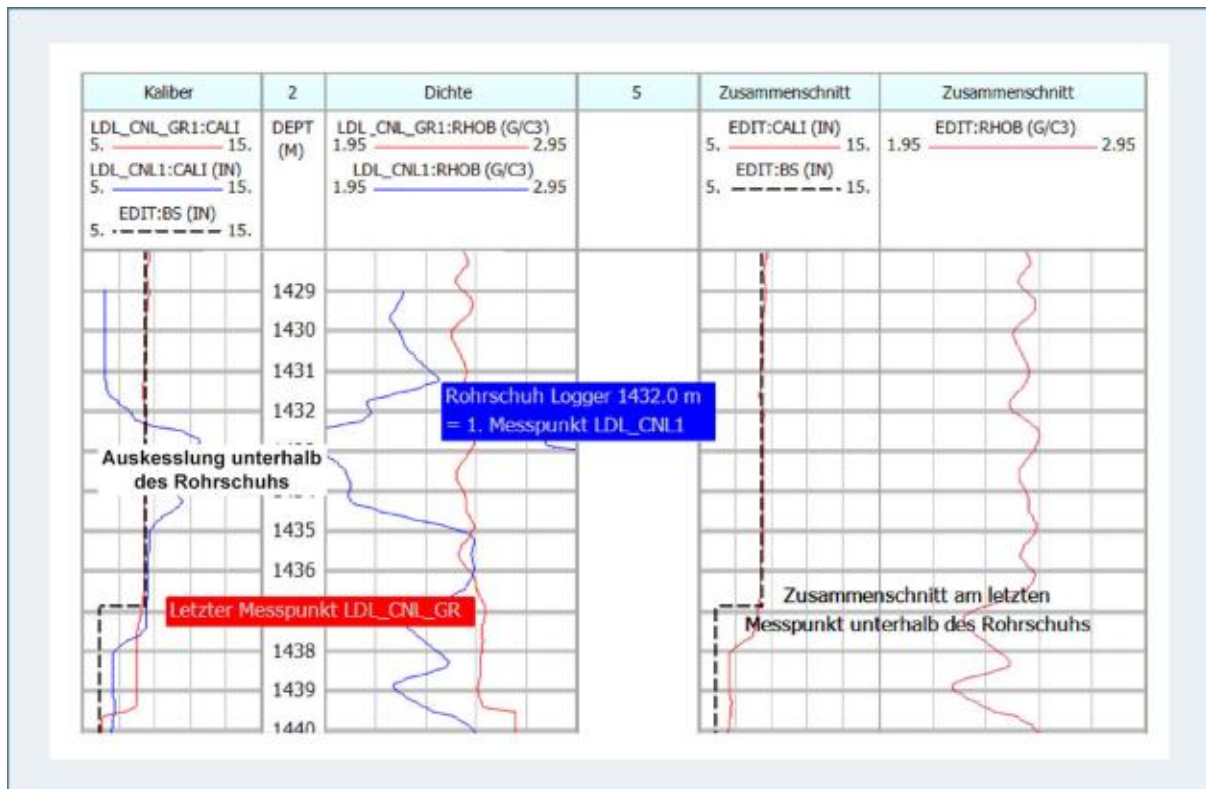 Kaliber 2 Dichte 5 Zusammenschnitt Zusammenschnitt
LDL_CNL_GR1:CALI
5. 15.
LDL_CNL1:CALI (IN)
5. 15.
EDIT:BS (IN)
5. 15.
DEPT
(M)
LDL_CNL_GR1:RHOB (G/C3)
1.95 2.95
LDL_CNL1:RHOB (G/C3)
1.95 2.95
EDIT:CALI (IN)
5. 15.
EDIT:BS (IN)
5. 15.
EDIT:RHOB (G/C3)
1.95 2.95
1429
1430
1431
1432
Rohrschuh Logger 1432.0 m
= 1. Messpunkt LDL_CNL1
Auskesslung unterhalb
des Rohrschuhs
1435
1436
Letzter Messpunkt LDL_CNL_GR
Zusammenschnitt am letzten
Messpunkt unterhalb des Rohrschuhs
1438
1439
1440